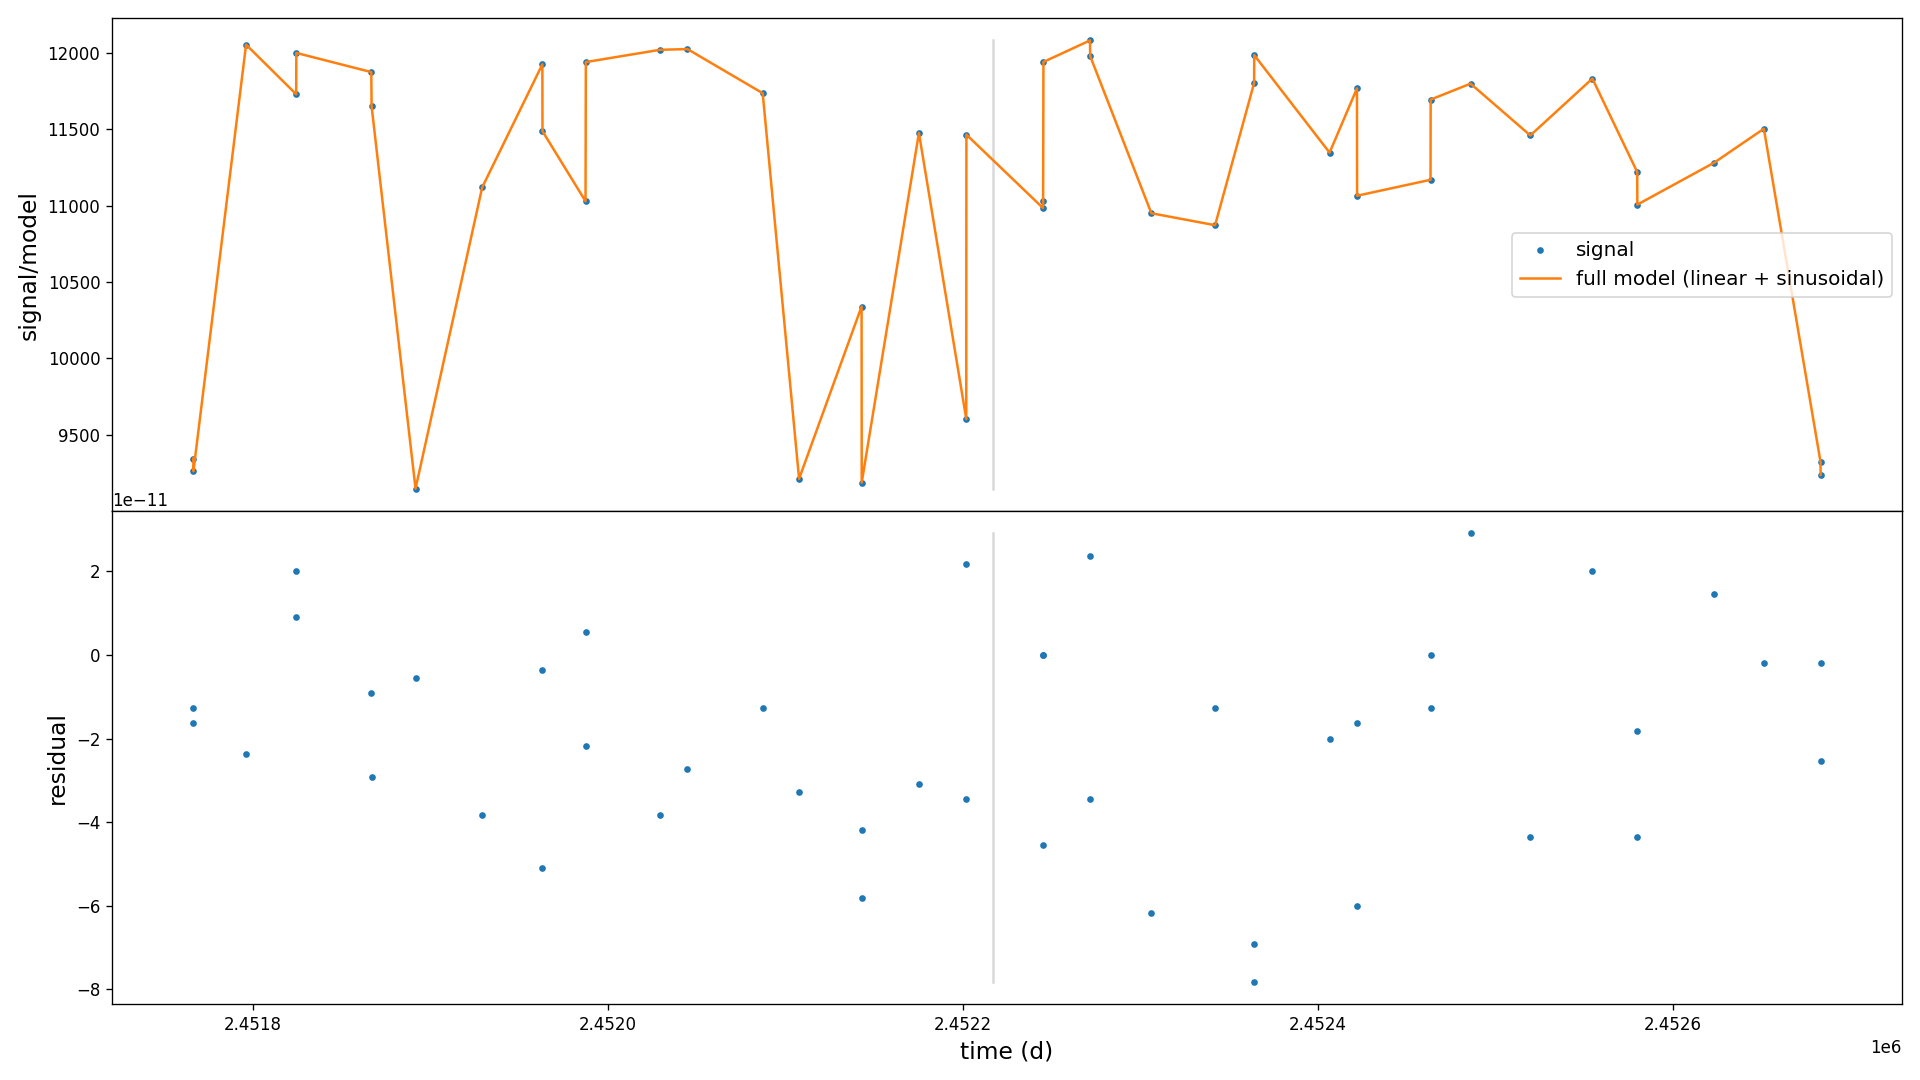 12000
11500
11000
10500
10000
9500
signal/model
signal
full model (linear + sinusoidal)
1e−11
2
0
−2
−4
−6
−8
residual
2.4518
2.4520
2.4522
2.4524
2.4526
time (d)
1e6